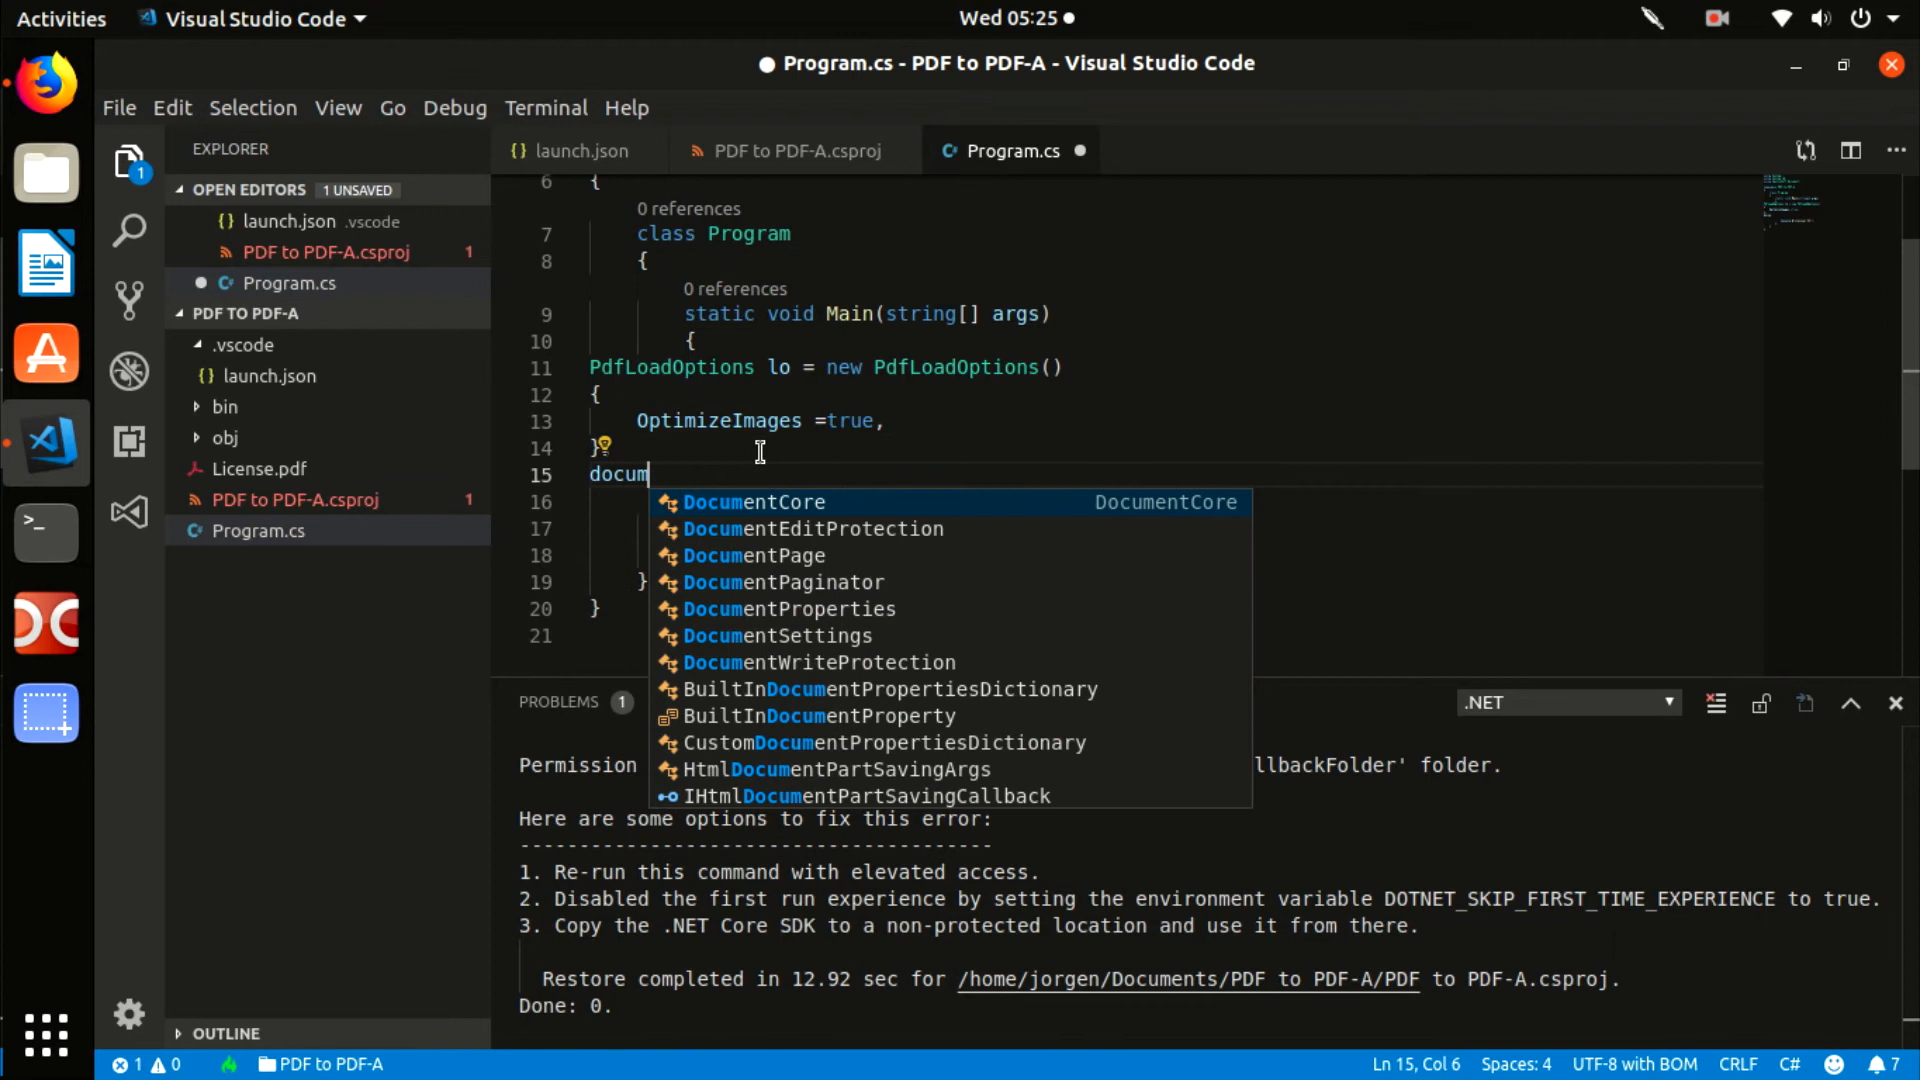 Activities
Visual Studio Code
Wed 05:25
Program.cs - PDF to PDF-A - Visual Studio Code
File Edit Selection View Go Debug Terminal Help
EXPLORER
OPEN EDITORS 1 UNSAVED
{} launch.json .vscode
PDF to PDF-A.csproj 1
Program.cs
PDF TO PDF-A
.vscode
{} launch.json
bin
obj
License.pdf
PDF to PDF-A.csproj 1
Program.cs
OUTLINE
{} launch.json
PDF to PDF-A.csproj
Program.cs
6 {
0 references
7 class Program
8 {
0 references
9 static void Main(string[] args)
10 {
11 PdfLoadOptions lo = new PdfLoadOptions()
12 {
13 OptimizeImages =true,
14 }
15 docum
16
17
18
19 }
20 }
21
DocumentCore DocumentCore
DocumentEditProtection
DocumentPage
DocumentPaginator
DocumentProperties
DocumentSettings
DocumentWriteProtection
BuiltInDocumentPropertiesDictionary
BuiltInDocumentProperty
CustomDocumentPropertiesDictionary
HtmlDocumentPartSavingArgs
IHtmlDocumentPartSavingCallback
PROBLEMS 1
.NET
Permission llbackFolder' folder.
Here are some options to fix this error:
----------------------------------------
1. Re-run this command with elevated access.
2. Disabled the first run experience by setting the environment variable DOTNET_SKIP_FIRST_TIME_EXPERIENCE to true.
3. Copy the .NET Core SDK to a non-protected location and use it from there.
Restore completed in 12.92 sec for /home/jorgen/Documents/PDF to PDF-A/PDF to PDF-A.csproj.
Done: 0.
1 0 PDF to PDF-A
Ln 15, Col 6 Spaces: 4 UTF-8 with BOM CRLF C# 7